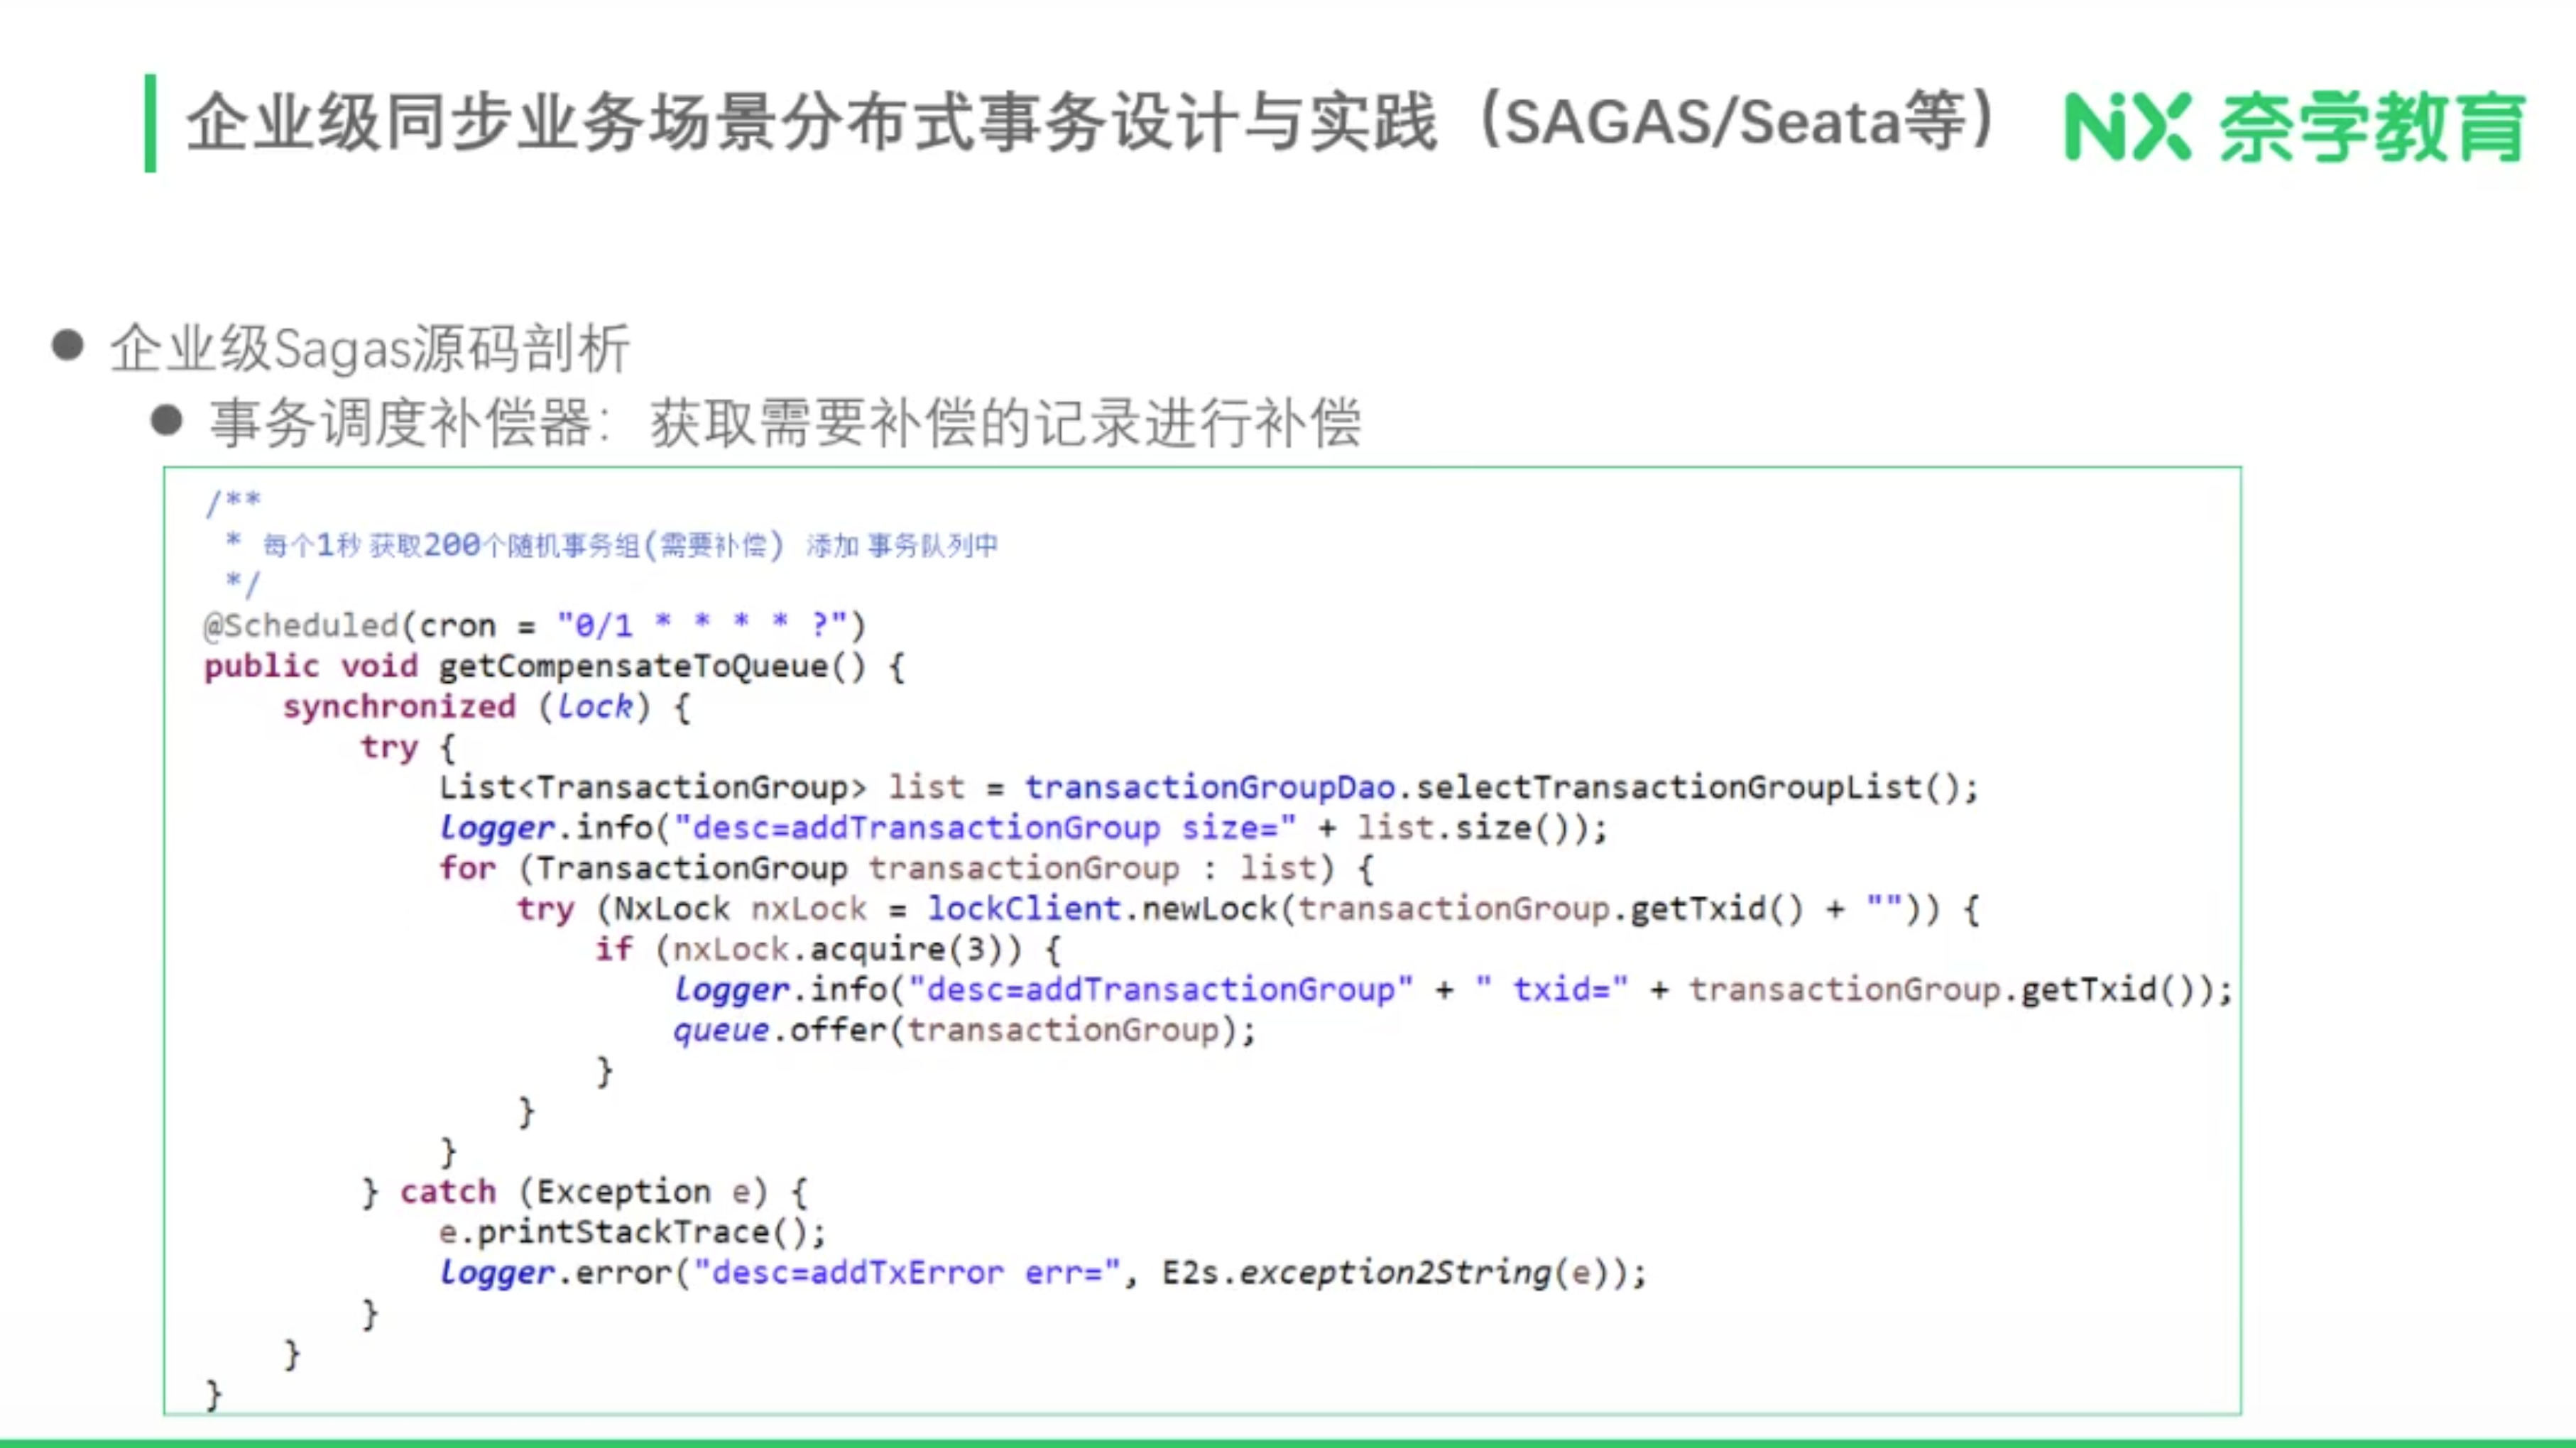 企业级同步业务场景分布式事务设计与实践（SAGAS/Seata等）
NX 奈学教育
企业级Sagas源码剖析
事务调度补偿器：获取需要补偿的记录进行补偿
/**
 * 每个1秒 获取200个随机事务组(需要补偿) 添加 事务队列中
 */
@Scheduled(cron = "0/1 * * * * ?")
public void getCompensateToQueue() {
    synchronized (lock) {
        try {
            List<TransactionGroup> list = transactionGroupDao.selectTransactionGroupList();
            logger.info("desc=addTransactionGroup size=" + list.size());
            for (TransactionGroup transactionGroup : list) {
                try (NxLock nxLock = lockClient.newLock(transactionGroup.getTxid() + "")) {
                    if (nxLock.acquire(3)) {
                        logger.info("desc=addTransactionGroup" + " txid=" + transactionGroup.getTxid());
                        queue.offer(transactionGroup);
                    }
                }
            }
        } catch (Exception e) {
            e.printStackTrace();
            logger.error("desc=addTxError err=", E2s.exception2String(e));
        }
    }
}